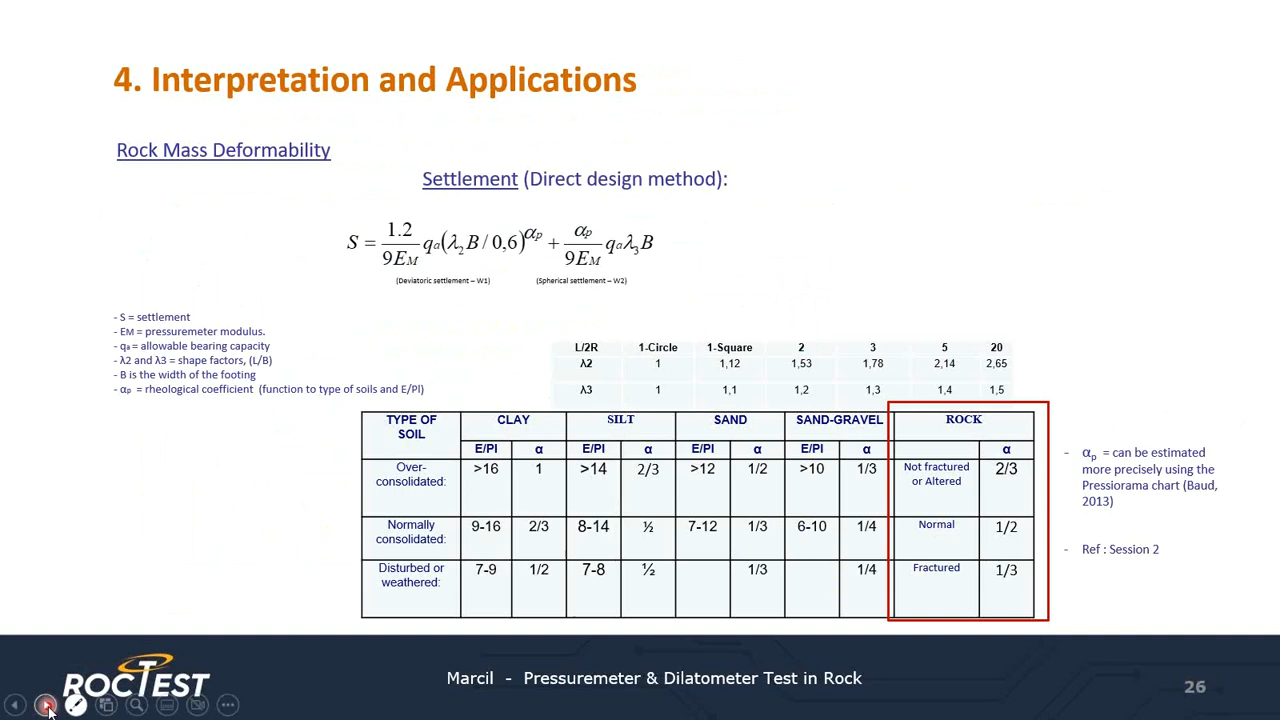 4. Interpretation and Applications
Rock Mass Deformability
Settlement (Direct design method):
S = 1.2/9E_M q_a(λ_2 B / 0,6)^α_p + α_p/9E_M q_a λ_3 B
(Deviatoric settlement – W1) (Spherical settlement – W2)
- S = settlement
- EM = pressuremeter modulus.
- qa = allowable bearing capacity
- λ2 and λ3 = shape factors, (L/B)
- B is the width of the footing
- αp = rheological coefficient (function to type of soils and E/Pl)
L/2R 1-Circle 1-Square 2 3 5 20
λ2 1 1,12 1,53 1,78 2,14 2,65
λ3 1 1,1 1,2 1,3 1,4 1,5
TYPE OF SOIL CLAY SILT SAND SAND-GRAVEL ROCK
E/Pl α E/Pl α E/Pl α E/Pl α α
Over-consolidated: >16 1 >14 2/3 >12 1/2 >10 1/3 Not fractured or Altered 2/3
Normally consolidated: 9-16 2/3 8-14 ½ 7-12 1/3 6-10 1/4 Normal 1/2
Disturbed or weathered: 7-9 1/2 7-8 ½ 1/3 1/4 Fractured 1/3
- αp = can be estimated
more precisely using the
Pressiorama chart (Baud,
2013)
- Ref : Session 2
ROCTEST
Marcil - Pressuremeter & Dilatometer Test in Rock
26